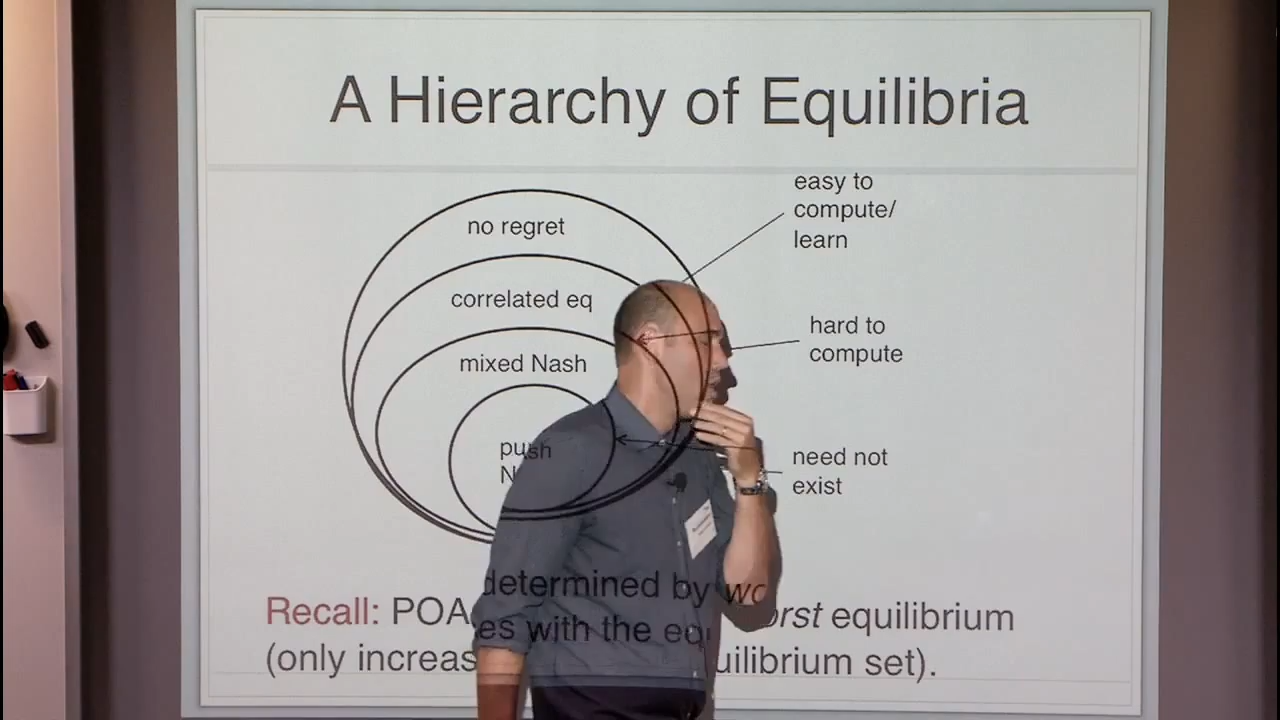 A Hierarchy of Equilibria
easy to
compute/
learn
no regret
correlated eq
hard to
compute
mixed Nash
need not
exist
Recall: POA determined by worst equilibrium
(only increases with the equilibrium set).